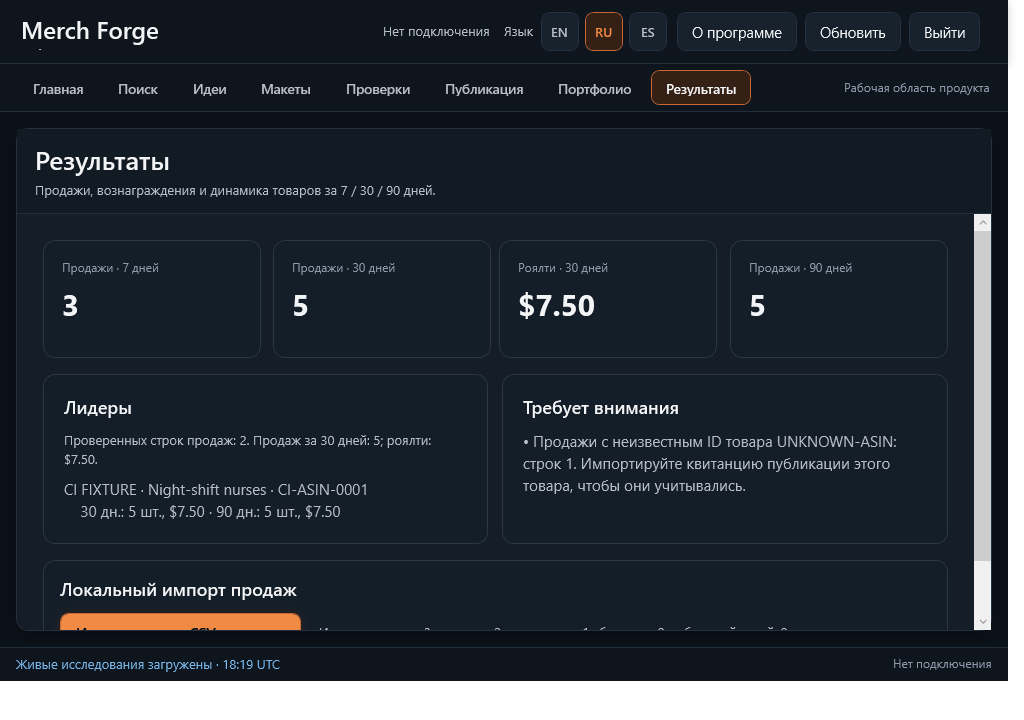 Merch Forge
Нет подключения
Язык
EN
RU
ES
О программе
Обновить
Выйти
Главная
Поиск
Идеи
Макеты
Проверки
Публикация
Портфолио
Результаты
Рабочая область продукта
Результаты
Продажи, вознаграждения и динамика товаров за 7 / 30 / 90 дней.
Продажи · 7 дней
3
Продажи · 30 дней
5
Роялти · 30 дней
$7.50
Продажи · 90 дней
5
Лидеры
Проверенных строк продаж: 2. Продаж за 30 дней: 5; роялти:
$7.50.
CI FIXTURE · Night-shift nurses · CI-ASIN-0001
30 дн.: 5 шт., $7.50 · 90 дн.: 5 шт., $7.50
Требует внимания
• Продажи с неизвестным ID товара UNKNOWN-ASIN:
строк 1. Импортируйте квитанцию публикации этого
товара, чтобы они учитывались.
Локальный импорт продаж
Живые исследования загружены · 18:19 UTC
Нет подключения